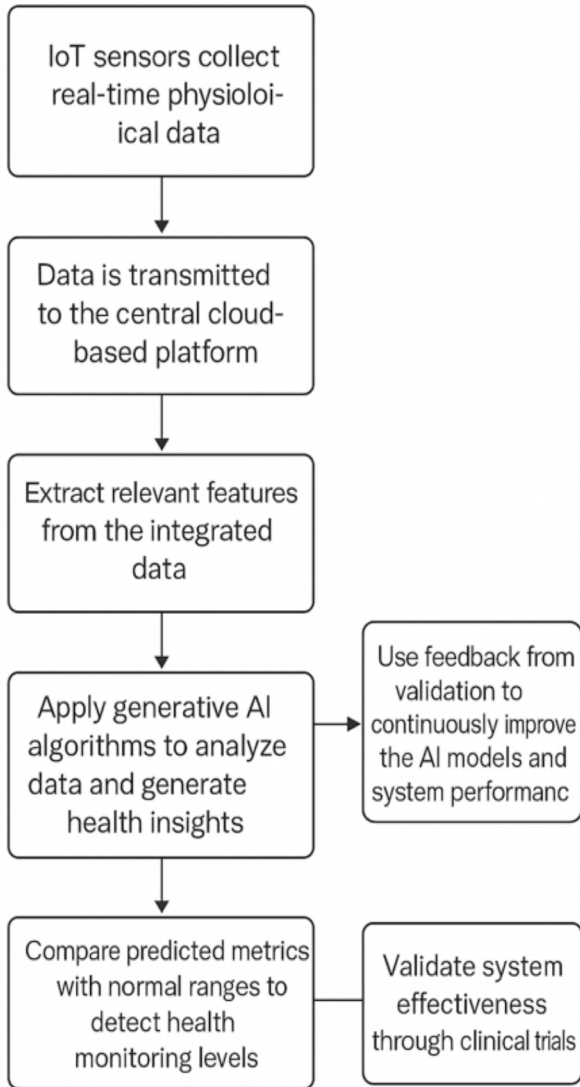 IoT sensors collect
real-time physioloi-
ical data
Data is transmitted
to the central cloud-
based platform
Extract relevant features
from the integrated
data
Apply generative AI
algorithms to analyze
data and generate
health insights
Use feedback from
validation to
continuously improve
the AI models and
system performanc
Compare predicted metrics
with normal ranges to
detect health
monitoring levels
Validate system
effectiveness
through clinical trials